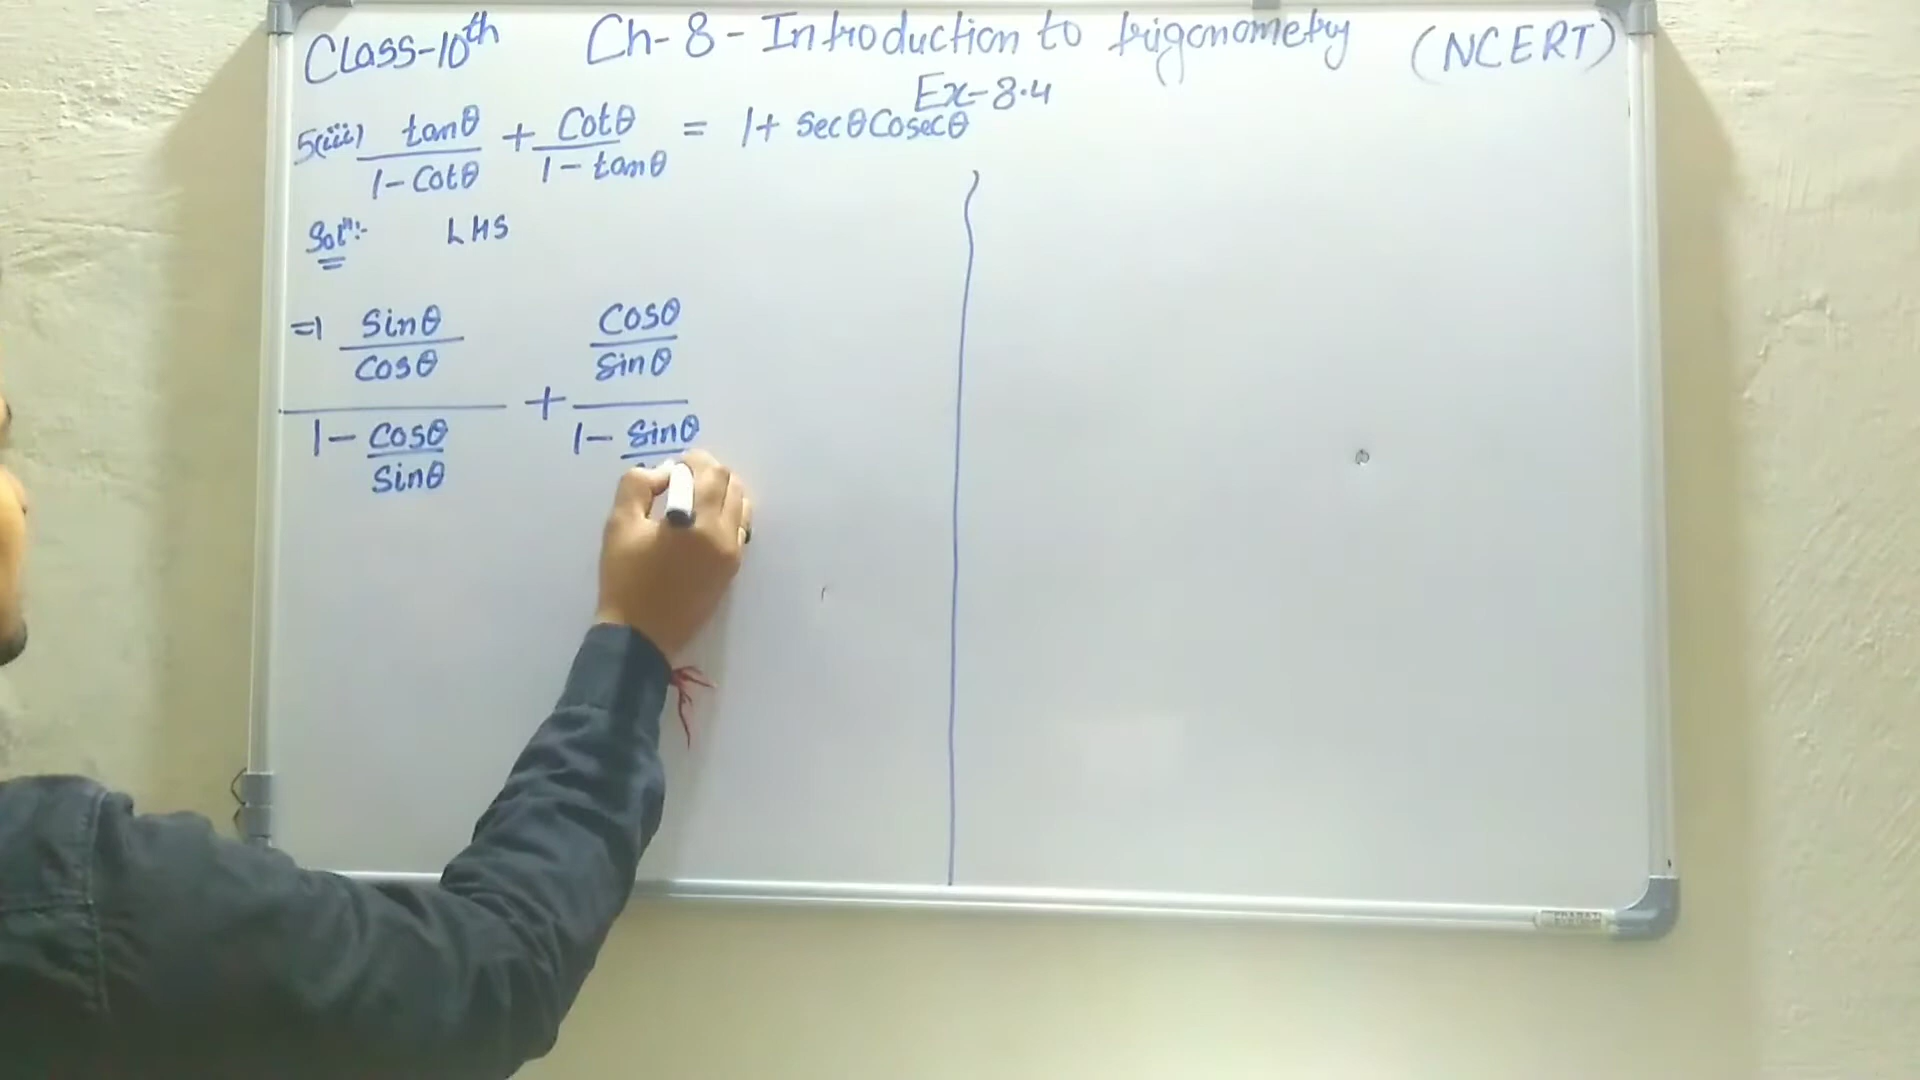 Class-10th Ch-8-Introduction to trigonometry (NCERT)
Ex-8.4
5(iii) tanθ/1-Cotθ + Cotθ/1-tanθ = 1+ secθCosecθ
Solⁿ:- LHS
=1 Sinθ/Cosθ / 1-Cosθ/Sinθ + Cosθ/Sinθ / 1-Sinθ/